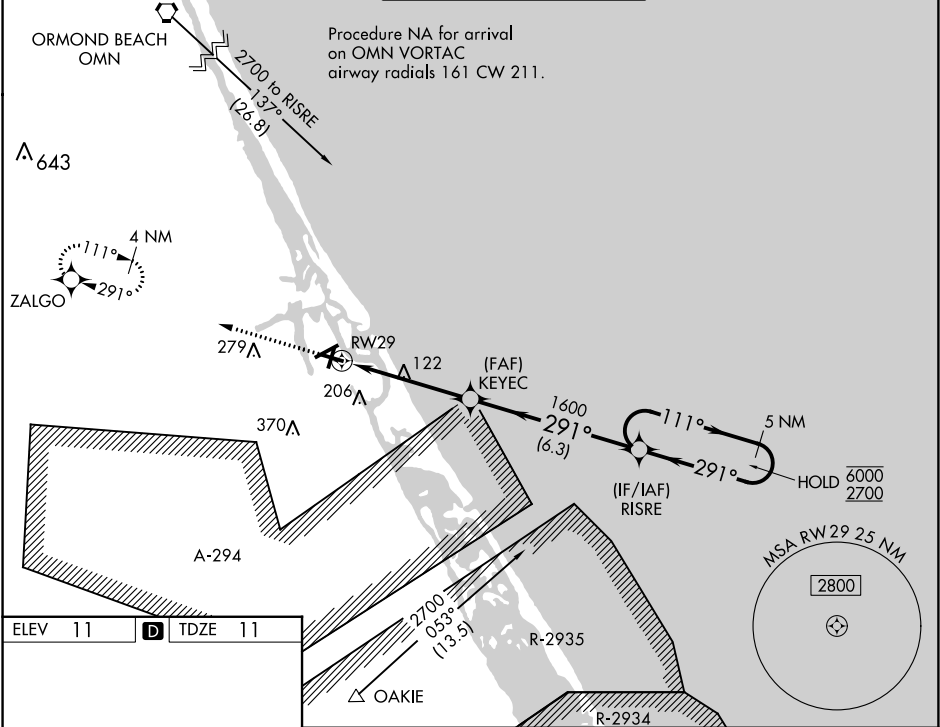 ORMOND BEACH
OMN
Procedure NA for arrival
on OMN VORTAC
airway radials 161 CW 211.
2700 to RISRE
137°
(26.8)
643
4 NM
111°
291°
ZALGO
279
RW29
122
206
370
(FAF)
KEYEC
1600
291°
(6.3)
111°
5 NM
291°
HOLD 6000
2700
(IF/IAF)
RISRE
A-294
MSA RW29 25 NM
2800
2700
053°
(13.5)
R-2935
ELEV 11 D TDZE 11
OAKIE
R-2934